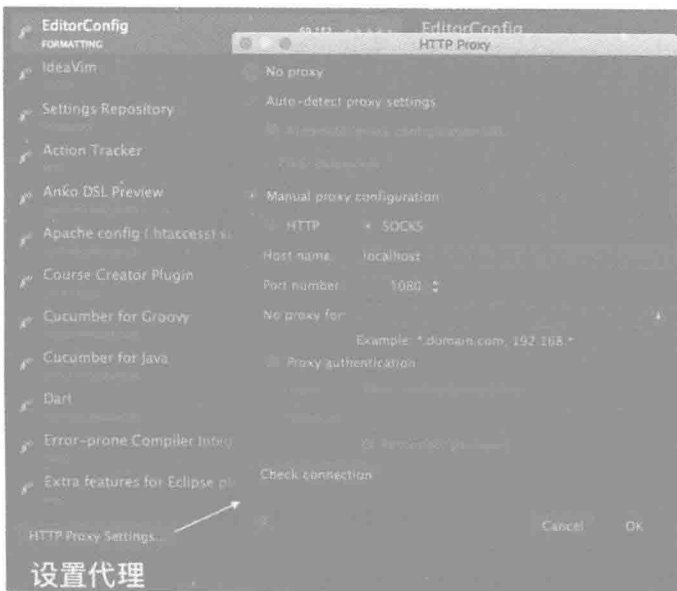 EditorConfig
FORMATTING
IdeaVim
Settings Repository
Action Tracker
Anko DSL Preview
Apache config (.htaccess) s
Course Creator Plugin
Cucumber for Groovy
Cucumber for Java
Dart
Error-prone Compiler Integ
Extra features for Eclipse pl
HTTP Proxy Settings...
设置代理
EditorConfig
HTTP Proxy
No proxy
Auto-detect proxy settings
Manual proxy configuration
HTTP
SOCKS
Host name
localhost
Port number
1080
No proxy for
Example: *.domain.com, 192.168.*
Proxy authentication
Check connection
Cancel
OK